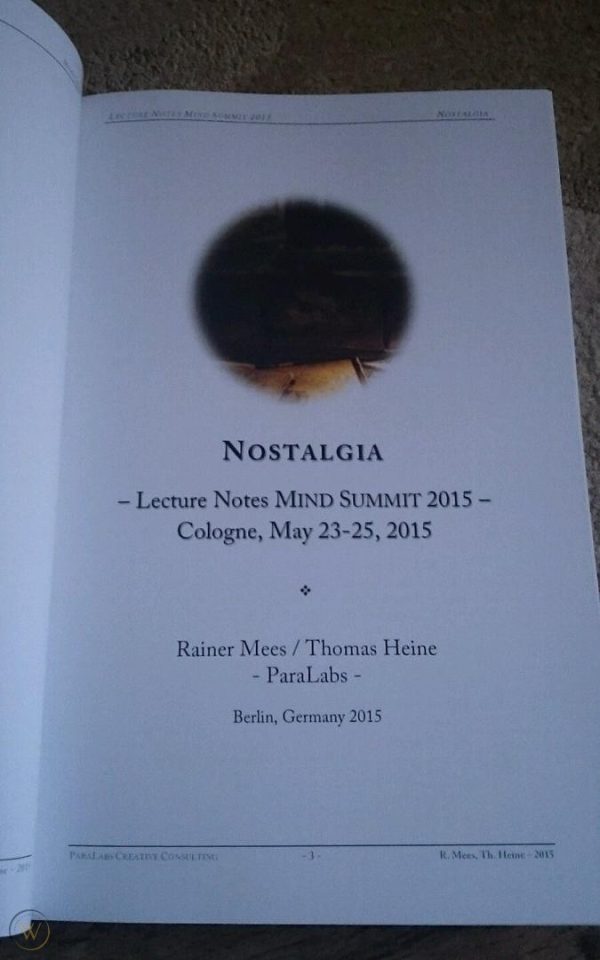 LECTURE NOTES MIND SUMMIT 2015
NOSTALGIA
NOSTALGIA
– Lecture Notes MIND SUMMIT 2015 –
Cologne, May 23-25, 2015
Rainer Mees / Thomas Heine
- ParaLabs -
Berlin, Germany 2015
PARALABS CREATIVE CONSULTING
- 3 -
R. Mees, Th. Heine - 2015
W